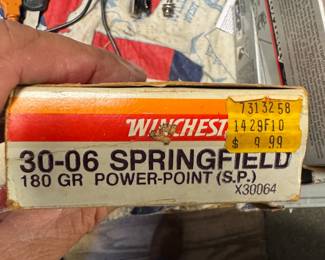 WINCHEST
7313258
1429F10
$ 9.99
30-06 SPRINGFIELD
180 GR POWER-POINT (S.P.)
X30064